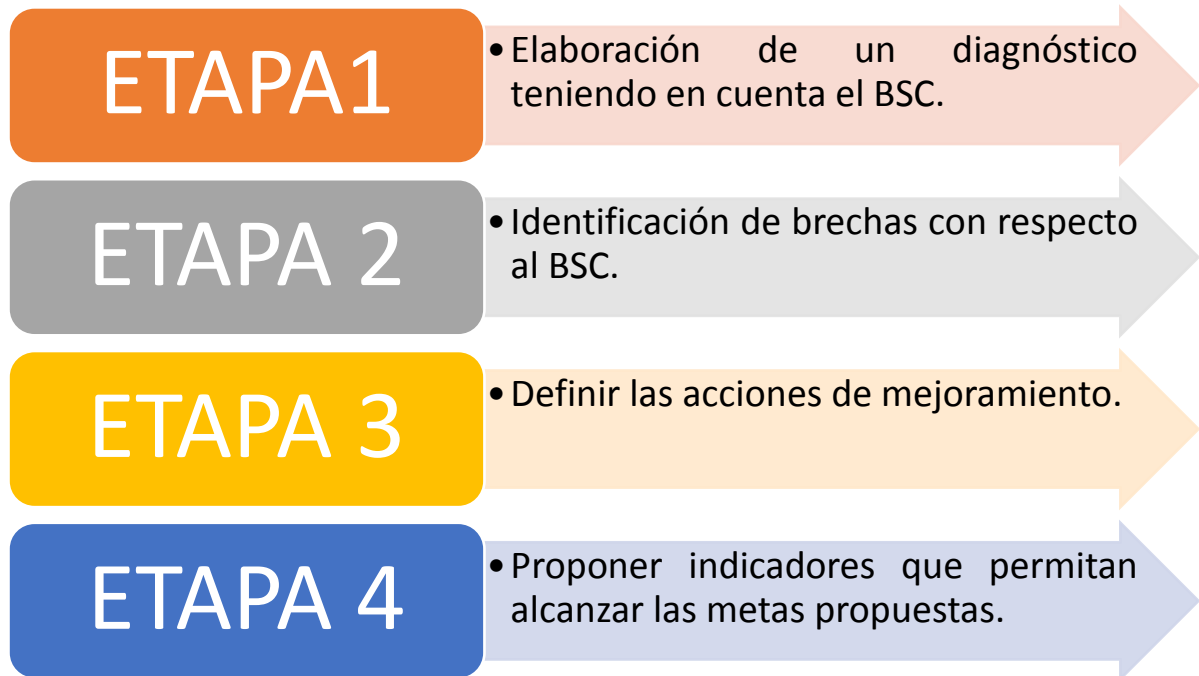 ETAPA1
•Elaboración de un diagnóstico
teniendo en cuenta el BSC.
ETAPA 2
•Identificación de brechas con respecto
al BSC.
ETAPA 3
•Definir las acciones de mejoramiento.
ETAPA 4
•Proponer indicadores que permitan
alcanzar las metas propuestas.